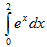 ∫₀² eˣ dx